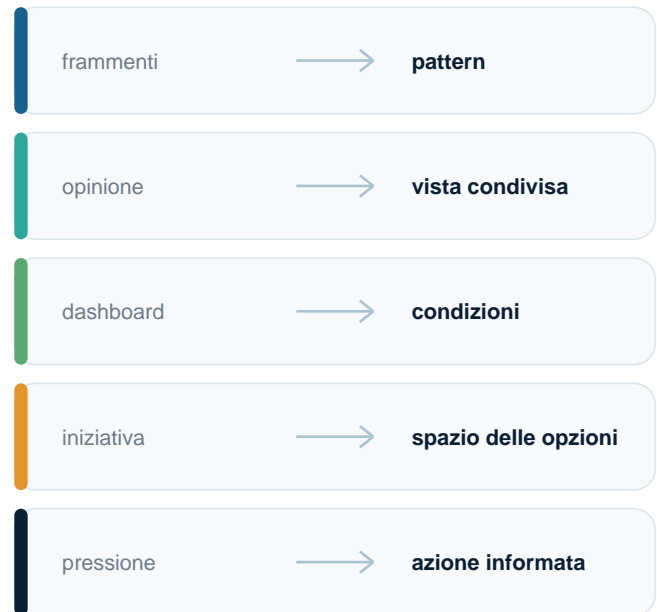 frammenti → pattern
opinione → vista condivisa
dashboard → condizioni
iniziativa → spazio delle opzioni
pressione → azione informata